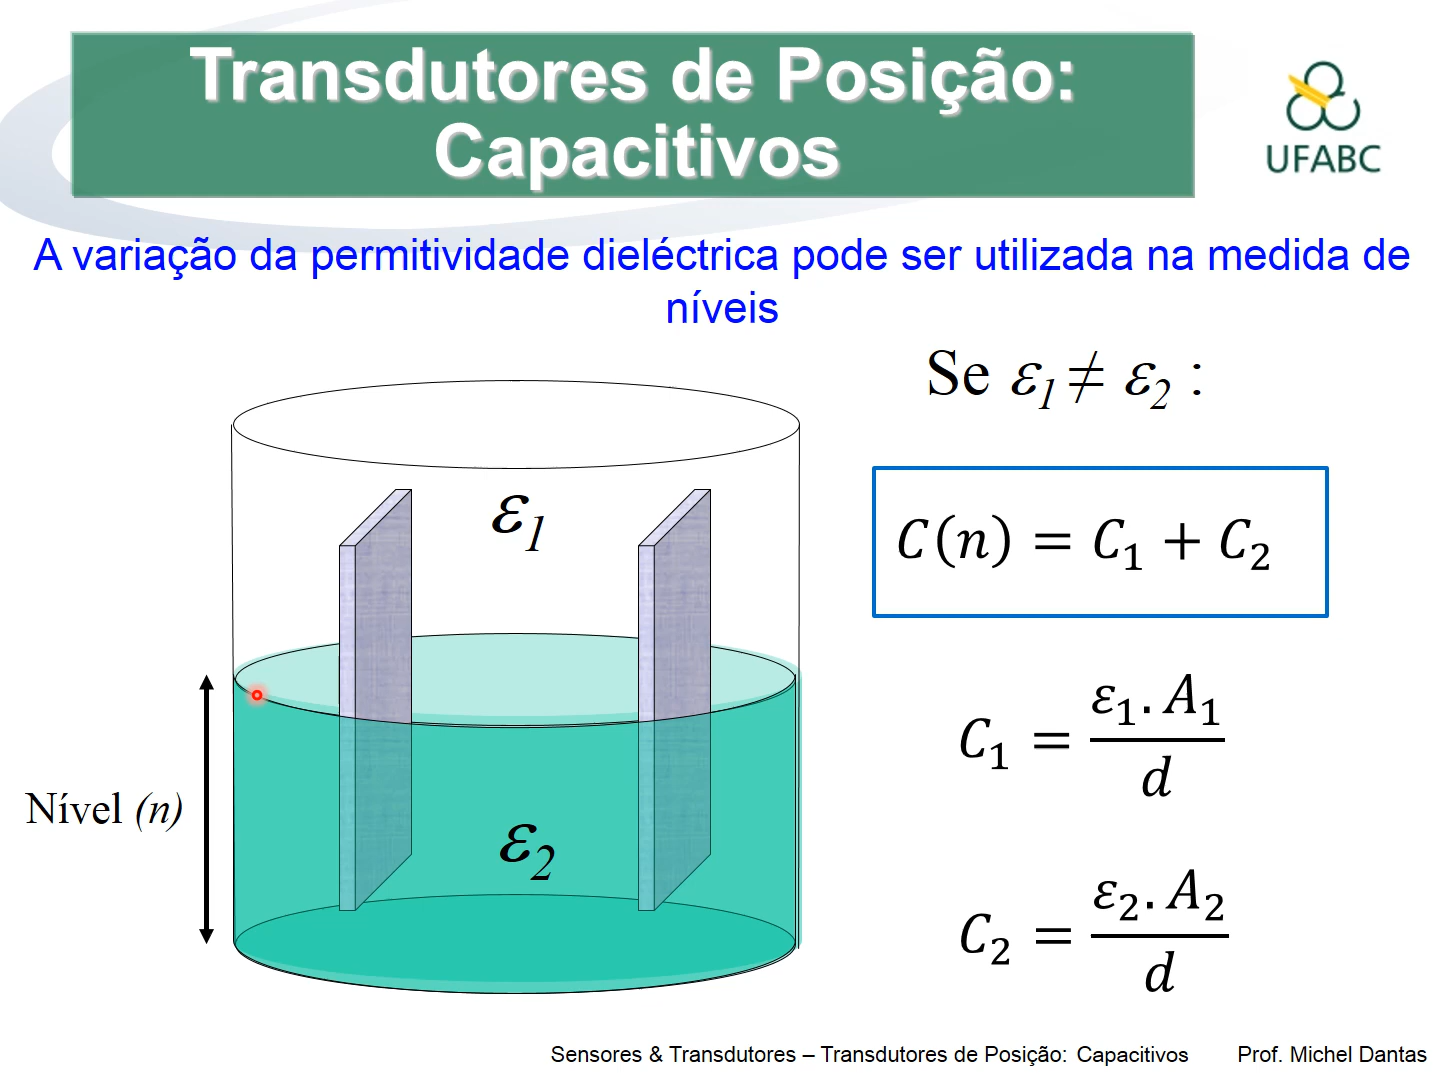 Transdutores de Posição:
Capacitivos
UFABC
A variação da permitividade dieléctrica pode ser utilizada na medida de
níveis
Se ε₁ ≠ ε₂ :
ε₁
C(n) = C₁ + C₂
C₁ = ε₁. A₁ / d
Nível (n)
ε₂
C₂ = ε₂. A₂ / d
Sensores & Transdutores – Transdutores de Posição: Capacitivos Prof. Michel Dantas